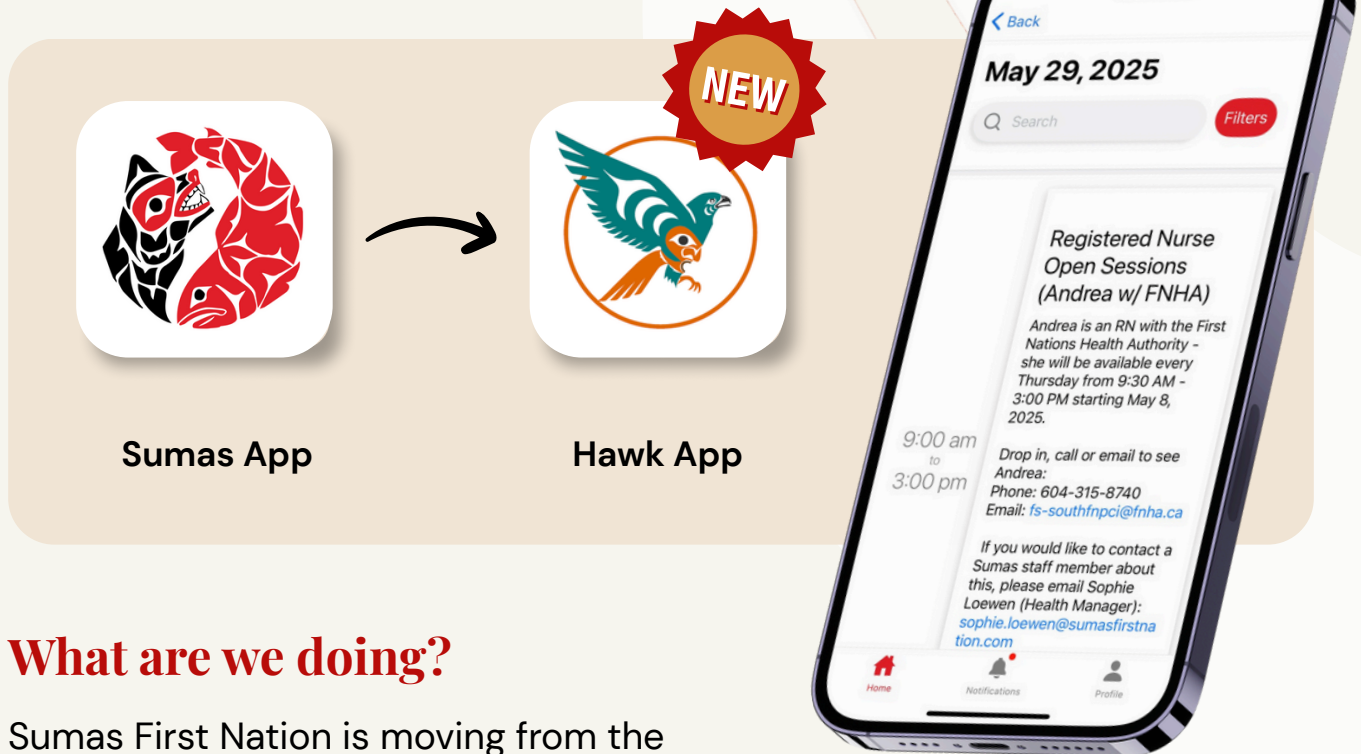 NEW
Sumas App
Hawk App
Back
May 29, 2025
Search
Filters
9:00 am
to
3:00 pm
Registered Nurse
Open Sessions
(Andrea w/ FNHA)
Andrea is an RN with the First
Nations Health Authority -
she will be available every
Thursday from 9:30 AM -
3:00 PM starting May 8,
2025.
Drop in, call or email to see
Andrea:
Phone: 604-315-8740
Email: fs-southfnpci@fnha.ca
If you would like to contact a
Sumas staff member about
this, please email Sophie
Loewen (Health Manager):
sophie.loewen@sumasfirstna
tion.com
Home
Notifications
Profile
What are we doing?
Sumas First Nation is moving from the